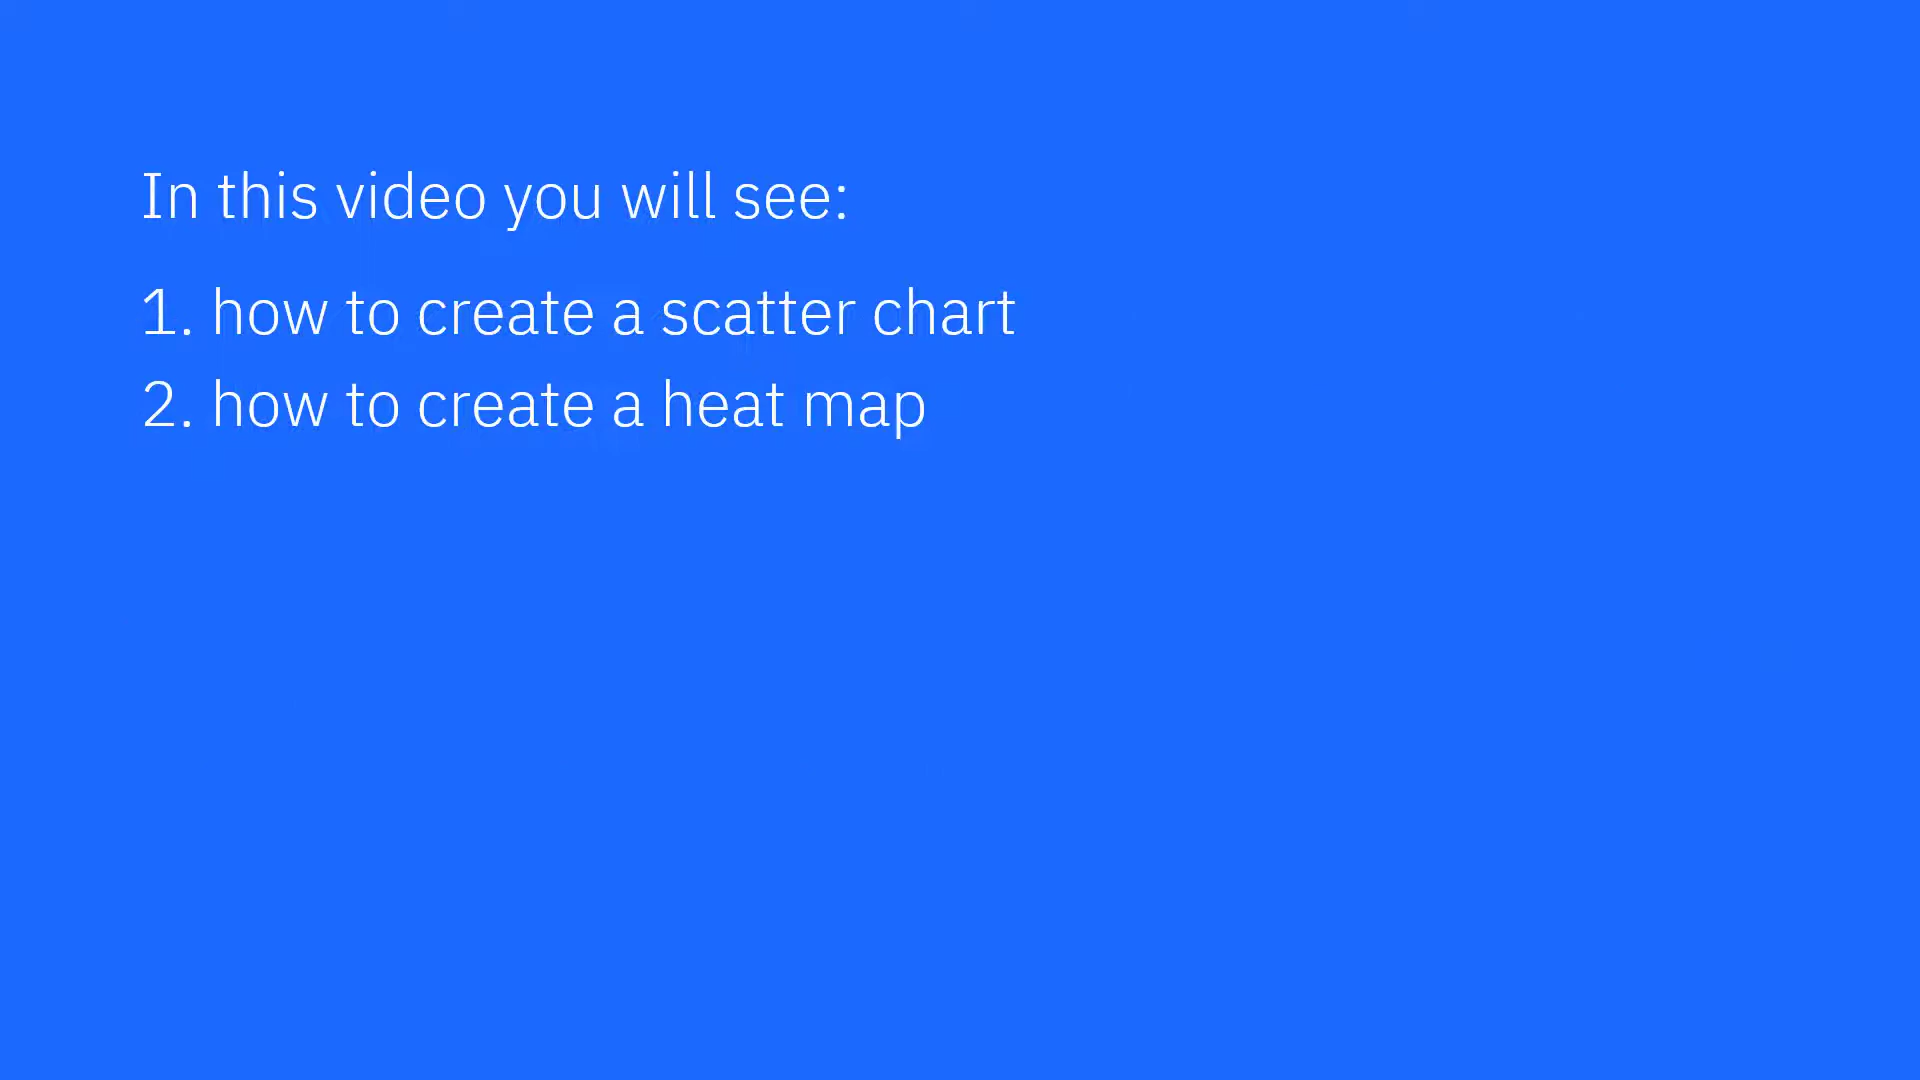 In this video you will see:
1. how to create a scatter chart
2. how to create a heat map